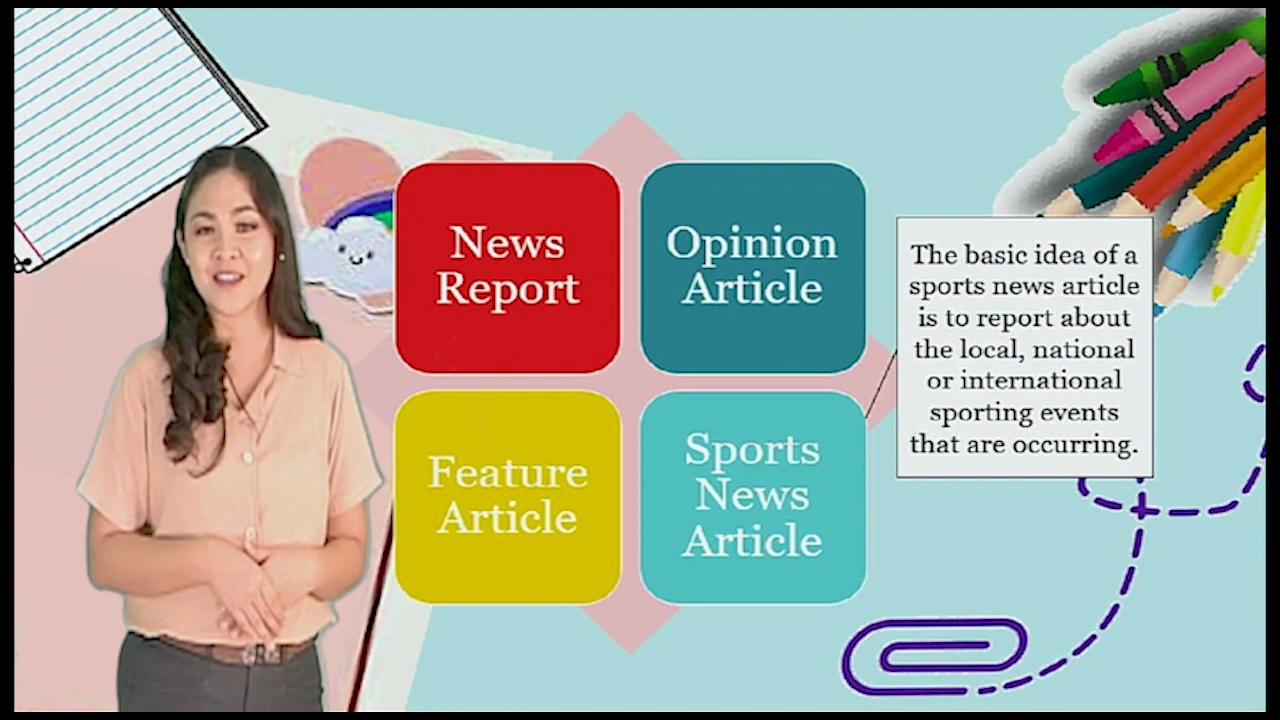 News
Report
Opinion
Article
Feature
Article
Sports
News
Article
The basic idea of a
sports news article
is to report about
the local, national
or international
sporting events
that are occurring.